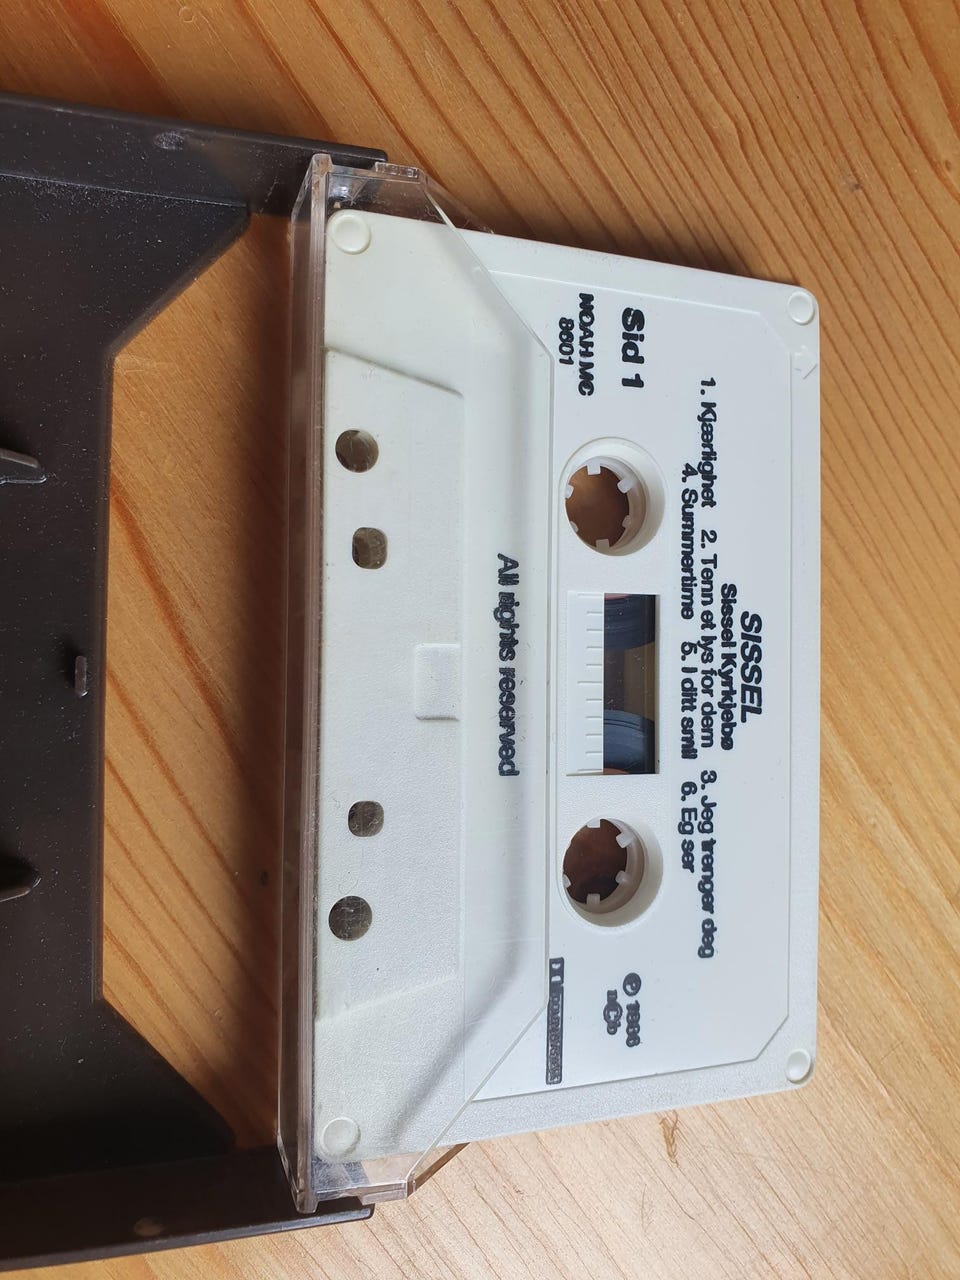 SISSEL
Sissel Kyrkjebø
1. Kjærlighet 2. Tenn et lys for dem 3. Jeg trenger deg
4. Summertime 5. I ditt smil 6. Eg ser
Sid 1
NOAH MC
8601
℗ 1986
nCb
All rights reserved